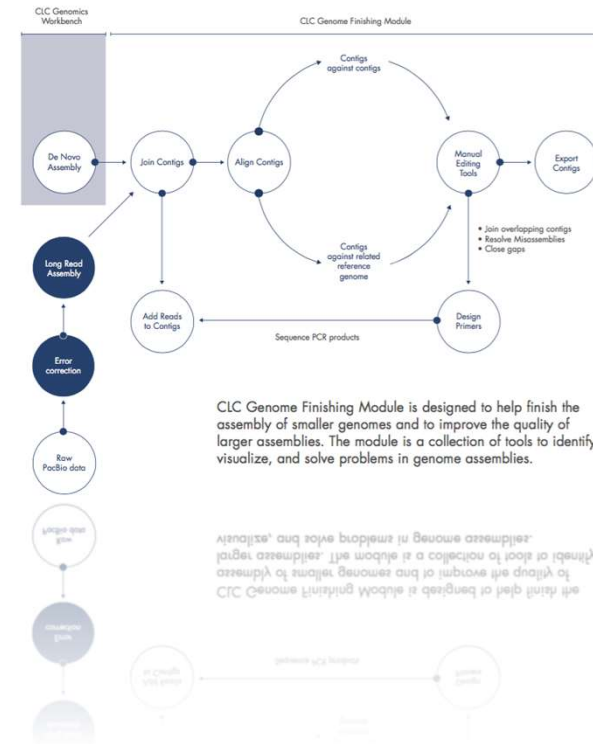 CLC Genomics
Workbench
CLC Genome Finishing Module
Contigs
against contigs
De Novo
Assembly
Join Contigs
Align Contigs
Manual
Editing
Tools
Export
Contigs
• Join overlapping contigs
• Resolve Misassemblies
• Close gaps
Long Read
Assembly
Contigs
against related
reference
genome
Add Reads
to Contigs
Sequence PCR products
Design
Primers
Error
correction
Raw
PacBio data
CLC Genome Finishing Module is designed to help finish the
assembly of smaller genomes and to improve the quality of
larger assemblies. The module is a collection of tools to identify,
visualize, and solve problems in genome assemblies.